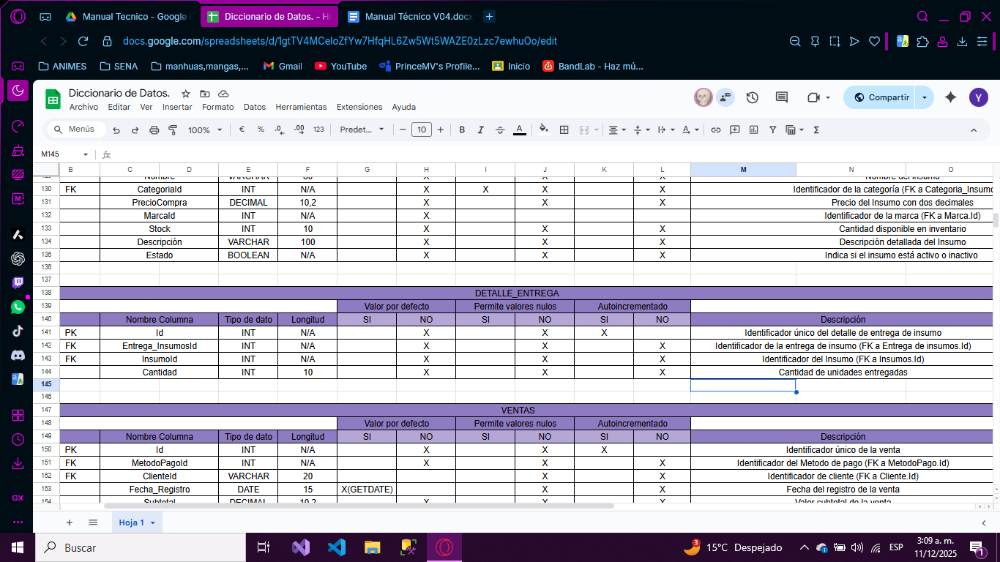 Manual Tecnico - Google
Diccionario de Datos. - H
Manual Técnico V04.docx
docs.google.com/spreadsheets/d/1gtTV4MCeloZfYw7HfqHL6Zw5Wt5WAZE0zLzc7ewhuOo/edit
ANIMES SENA manhuas,mangas,... Gmail YouTube PrinceMV's Profile... Inicio BandLab - Haz mú...
Diccionario de Datos.
Archivo Editar Ver Insertar Formato Datos Herramientas Extensiones Ayuda
Compartir
Y
Menús 100% € % .0 .00 123 Predet... 10 B I A
M145 fx
B C D E F G H I J K L M N O
Nombre VARCHAR X X X Nombre del insumo
130 FK CategoriaId INT N/A X X X X Identificador de la categoría (FK a Categoria_Insumo
131 PrecioCompra DECIMAL 10,2 X X X Precio del Insumo con dos decimales
132 MarcaId INT N/A X Identificador de la marca (FK a Marca.Id)
133 Stock INT 10 X X X Cantidad disponible en inventario
134 Descripción VARCHAR 100 X X X Descripción detallada del Insumo
135 Estado BOOLEAN N/A X X X Indica si el insumo está activo o inactivo
136
137
138 DETALLE_ENTREGA
139 Valor por defecto Permite valores nulos Autoincrementado
140 Nombre Columna Tipo de dato Longitud SI NO SI NO SI NO Descripción
141 PK Id INT N/A X X X Identificador único del detalle de entrega de insumo
142 FK Entrega_InsumosId INT N/A X X X Identificador de la entrega de insumo (FK a Entrega de insumos.Id)
143 FK InsumoId INT N/A X X X Identificador del Insumo (FK a Insumos.Id)
144 Cantidad INT 10 X X X Cantidad de unidades entregadas
145
146
147 VENTAS
148 Valor por defecto Permite valores nulos Autoincrementado
149 Nombre Columna Tipo de dato Longitud SI NO SI NO SI NO Descripción
150 PK Id INT N/A X X X Identificador único de la venta
151 FK MetodoPagoId INT N/A X X X Identificador del Metodo de pago (FK a MetodoPago.Id)
152 FK ClienteId VARCHAR 20 X X Identificador de cliente (FK a Cliente.Id)
153 Fecha_Registro DATE 15 X(GETDATE) X X Fecha del registro de la venta
154 Subtotal DECIMAL 10,2 X X X Valor subtotal de la venta
GX
Hoja 1
Buscar
3
15°C Despejado
ESP
3:09 a. m.
11/12/2025
1